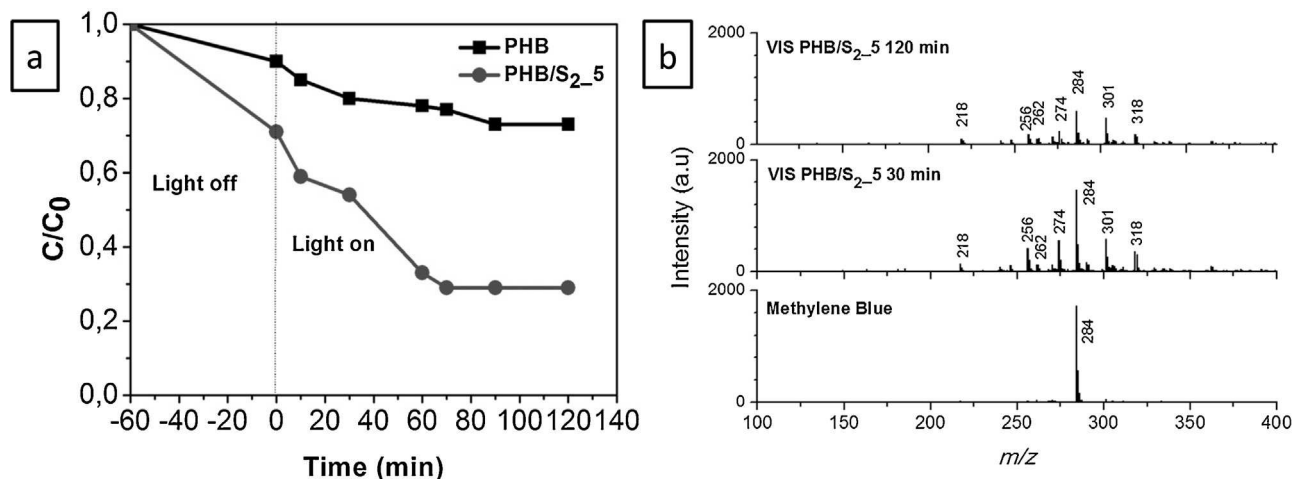 a
1,0
0,8
0,6
0,4
0,2
0,0
C/C0
PHB
PHB/S2_5
Light off
Light on
-60 -40 -20 0 20 40 60 80 100 120 140
Time (min)
b
Intensity (a.u)
2000
0
VIS PHB/S2_5 120 min
218 256 262 274 284 301 318
2000
0
VIS PHB/S2_5 30 min
218 256 262 274 284 301 318
2000
0
Methylene Blue
284
100 150 200 250 300 350 400
m/z